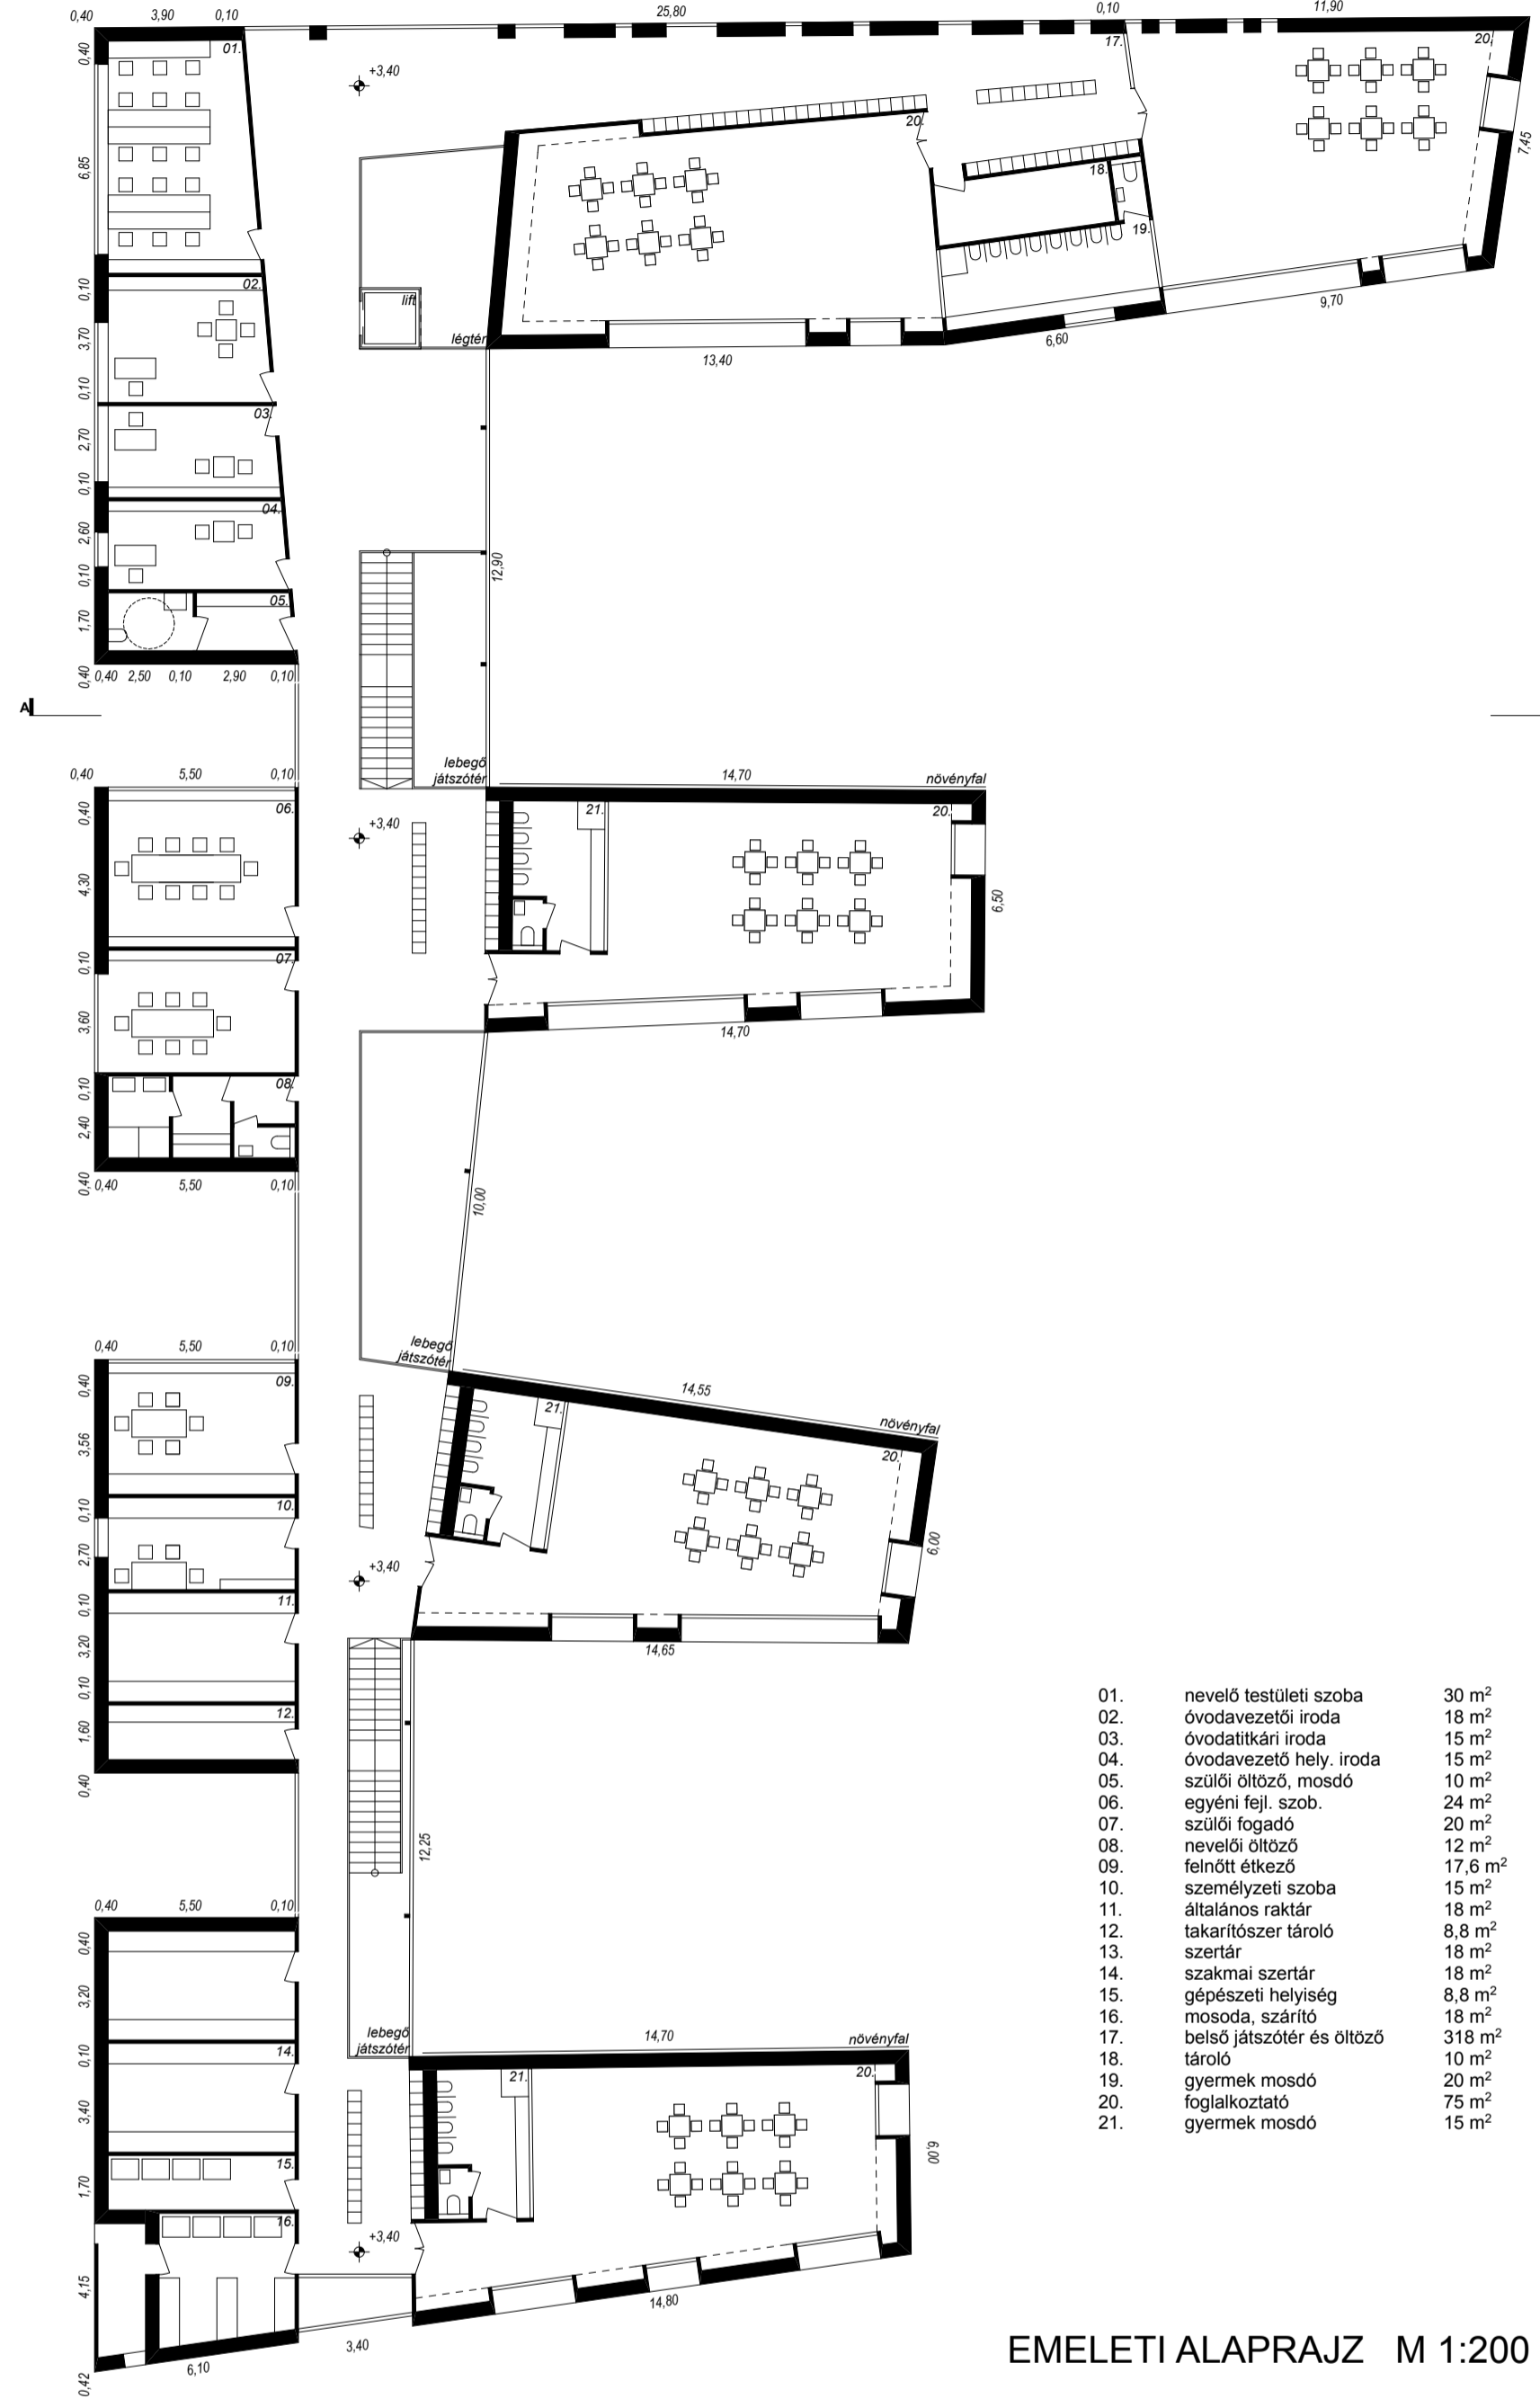 0,40 3,90 0,10 25,80 0,10 11,90
0,40
01.
17.
20.
+3,40
6,85
20.
18.
19.
7,45
0,10
02.
lift
légtér
3,70
13,40
6,60
9,70
0,10
03.
2,70
0,10
04.
2,60
12,90
0,10
05.
1,70
0,40
0,40 2,50 0,10 2,90 0,10
A
lebegő
játszótér
0,40 5,50 0,10
14,70
növényfal
0,40
06.
+3,40
21.
20.
4,30
6,50
0,10
07.
3,60
14,70
0,10
08.
2,40
0,40
0,40 5,50 0,10
10,00
lebegő
játszótér
0,40 5,50 0,10
14,55
növényfal
0,40
09.
21.
20.
3,56
0,10
10.
2,70
+3,40
6,00
0,10
11.
3,20
14,65
0,10
12.
1,60
0,40
12,25
0,40 5,50 0,10
0,40
3,20
lebegő
játszótér
14,70
növényfal
0,10
14.
21.
20.
3,40
6,00
15.
1,70
16.
+3,40
4,15
14,80
3,40
6,10
0,42
01. nevelő testületi szoba 30 m²
02. óvodavezetői iroda 18 m²
03. óvodatitkári iroda 15 m²
04. óvodavezető hely. iroda 15 m²
05. szülői öltöző, mosdó 10 m²
06. egyéni fejl. szob. 24 m²
07. szülői fogadó 20 m²
08. nevelői öltöző 12 m²
09. felnőtt étkező 17,6 m²
10. személyzeti szoba 15 m²
11. általános raktár 18 m²
12. takarítószer tároló 8,8 m²
13. szertár 18 m²
14. szakmai szertár 18 m²
15. gépészeti helyiség 8,8 m²
16. mosoda, szárító 18 m²
17. belső játszótér és öltöző 318 m²
18. tároló 10 m²
19. gyermek mosdó 20 m²
20. foglalkoztató 75 m²
21. gyermek mosdó 15 m²
EMELETI ALAPRAJZ M 1:200